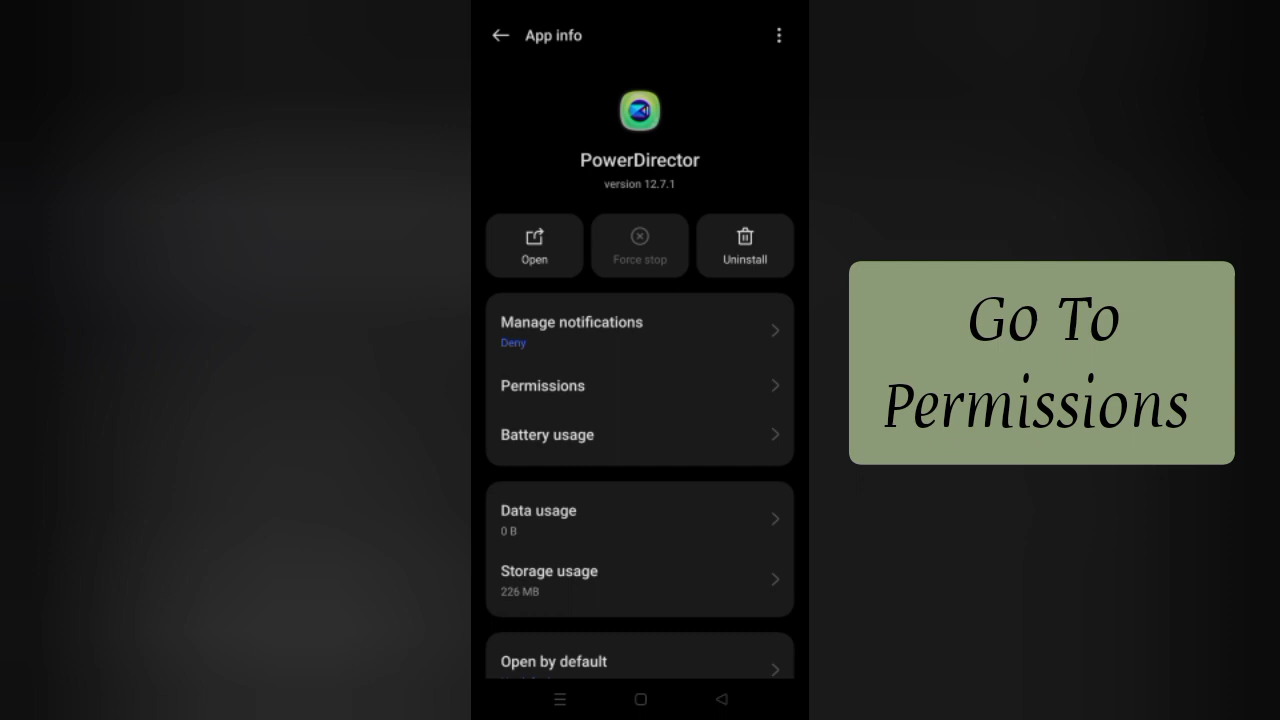 App info
PowerDirector
version 12.7.1
Open
Force stop
Uninstall
Manage notifications
Deny
Permissions
Battery usage
Data usage
0 B
Storage usage
226 MB
Open by default
Go To
Permissions